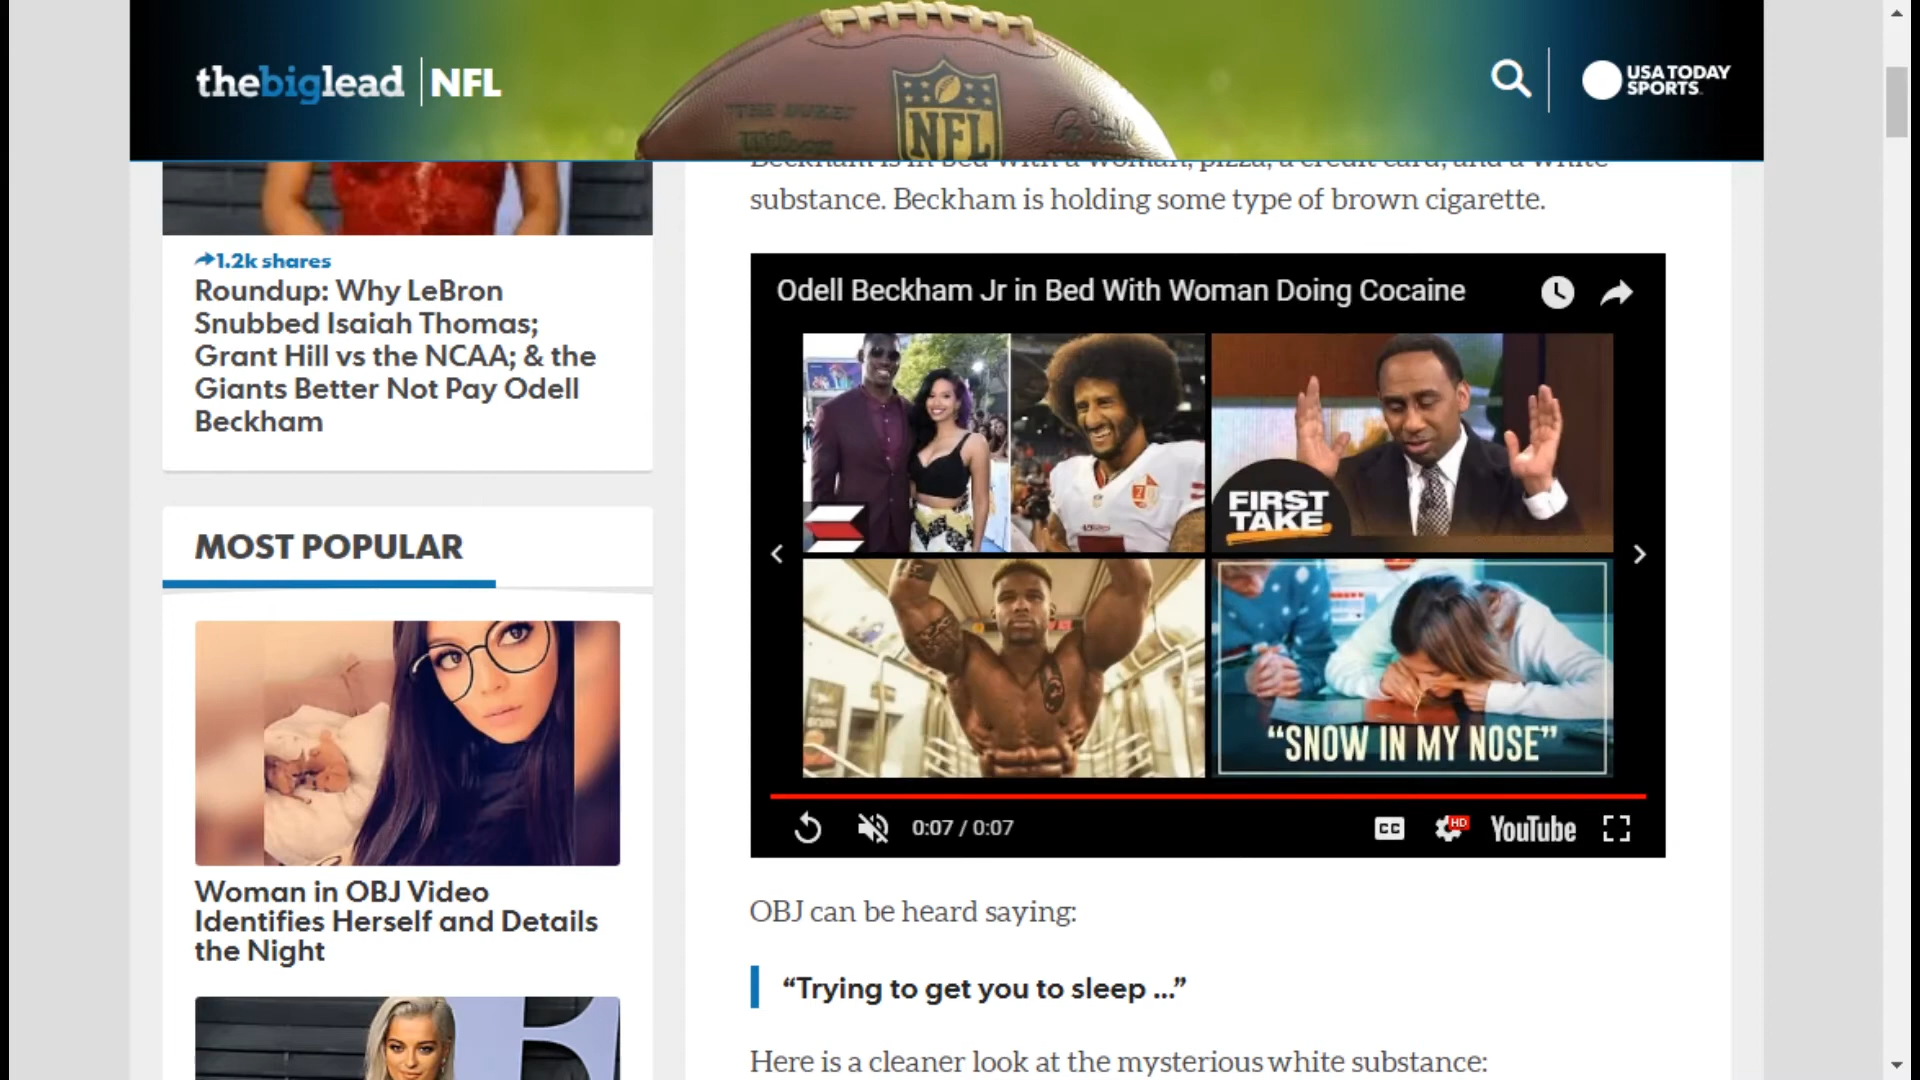 thebiglead | NFL
USA TODAY
SPORTS
"THE DUKE"
NFL
Beckham is in bed with a woman, pizza, a credit card, and a white
substance. Beckham is holding some type of brown cigarette.
1.2k shares
Roundup: Why LeBron
Snubbed Isaiah Thomas;
Grant Hill vs the NCAA; & the
Giants Better Not Pay Odell
Beckham
MOST POPULAR
Woman in OBJ Video
Identifies Herself and Details
the Night
Odell Beckham Jr in Bed With Woman Doing Cocaine
FIRST
TAKE
“SNOW IN MY NOSE”
0:07 / 0:07
CC
HD
YouTube
OBJ can be heard saying:
“Trying to get you to sleep ...”
Here is a cleaner look at the mysterious white substance: